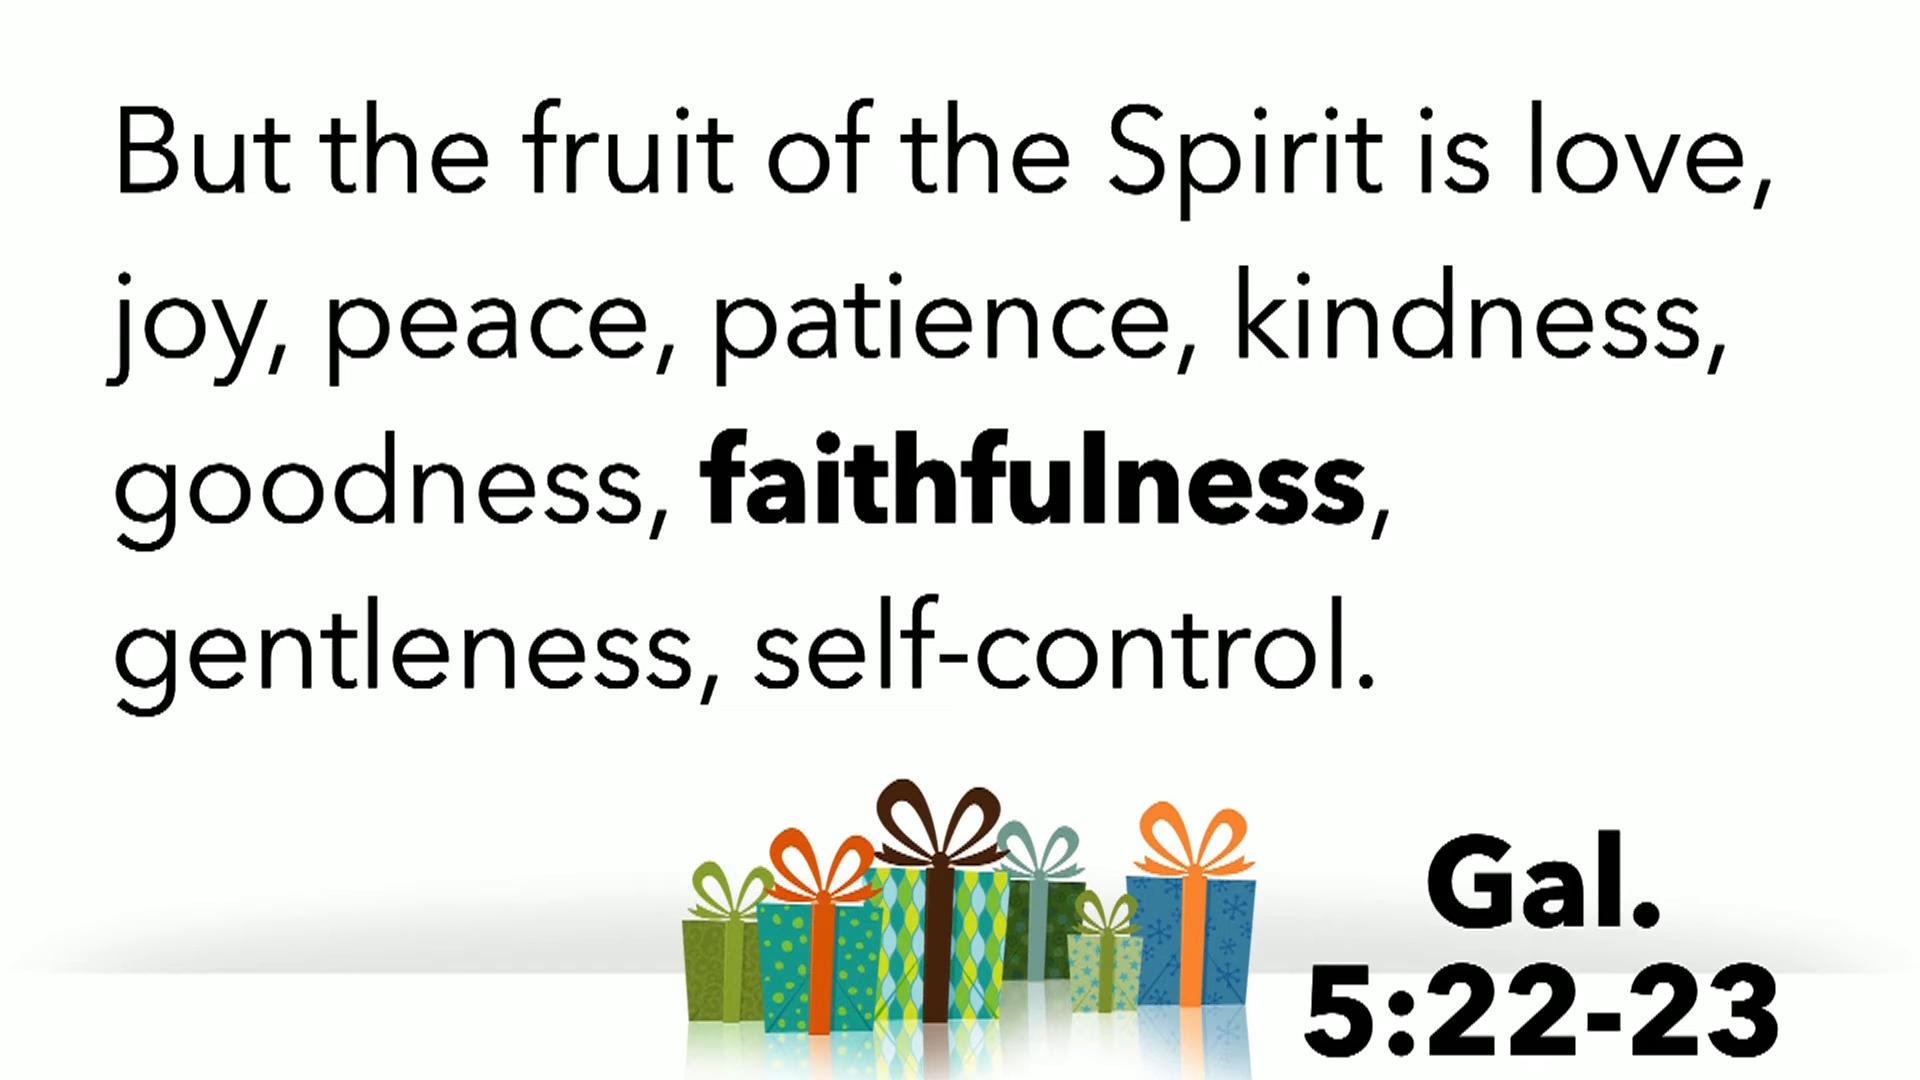 But the fruit of the Spirit is love,
joy, peace, patience, kindness,
goodness, faithfulness,
gentleness, self-control.
Gal.
5:22-23